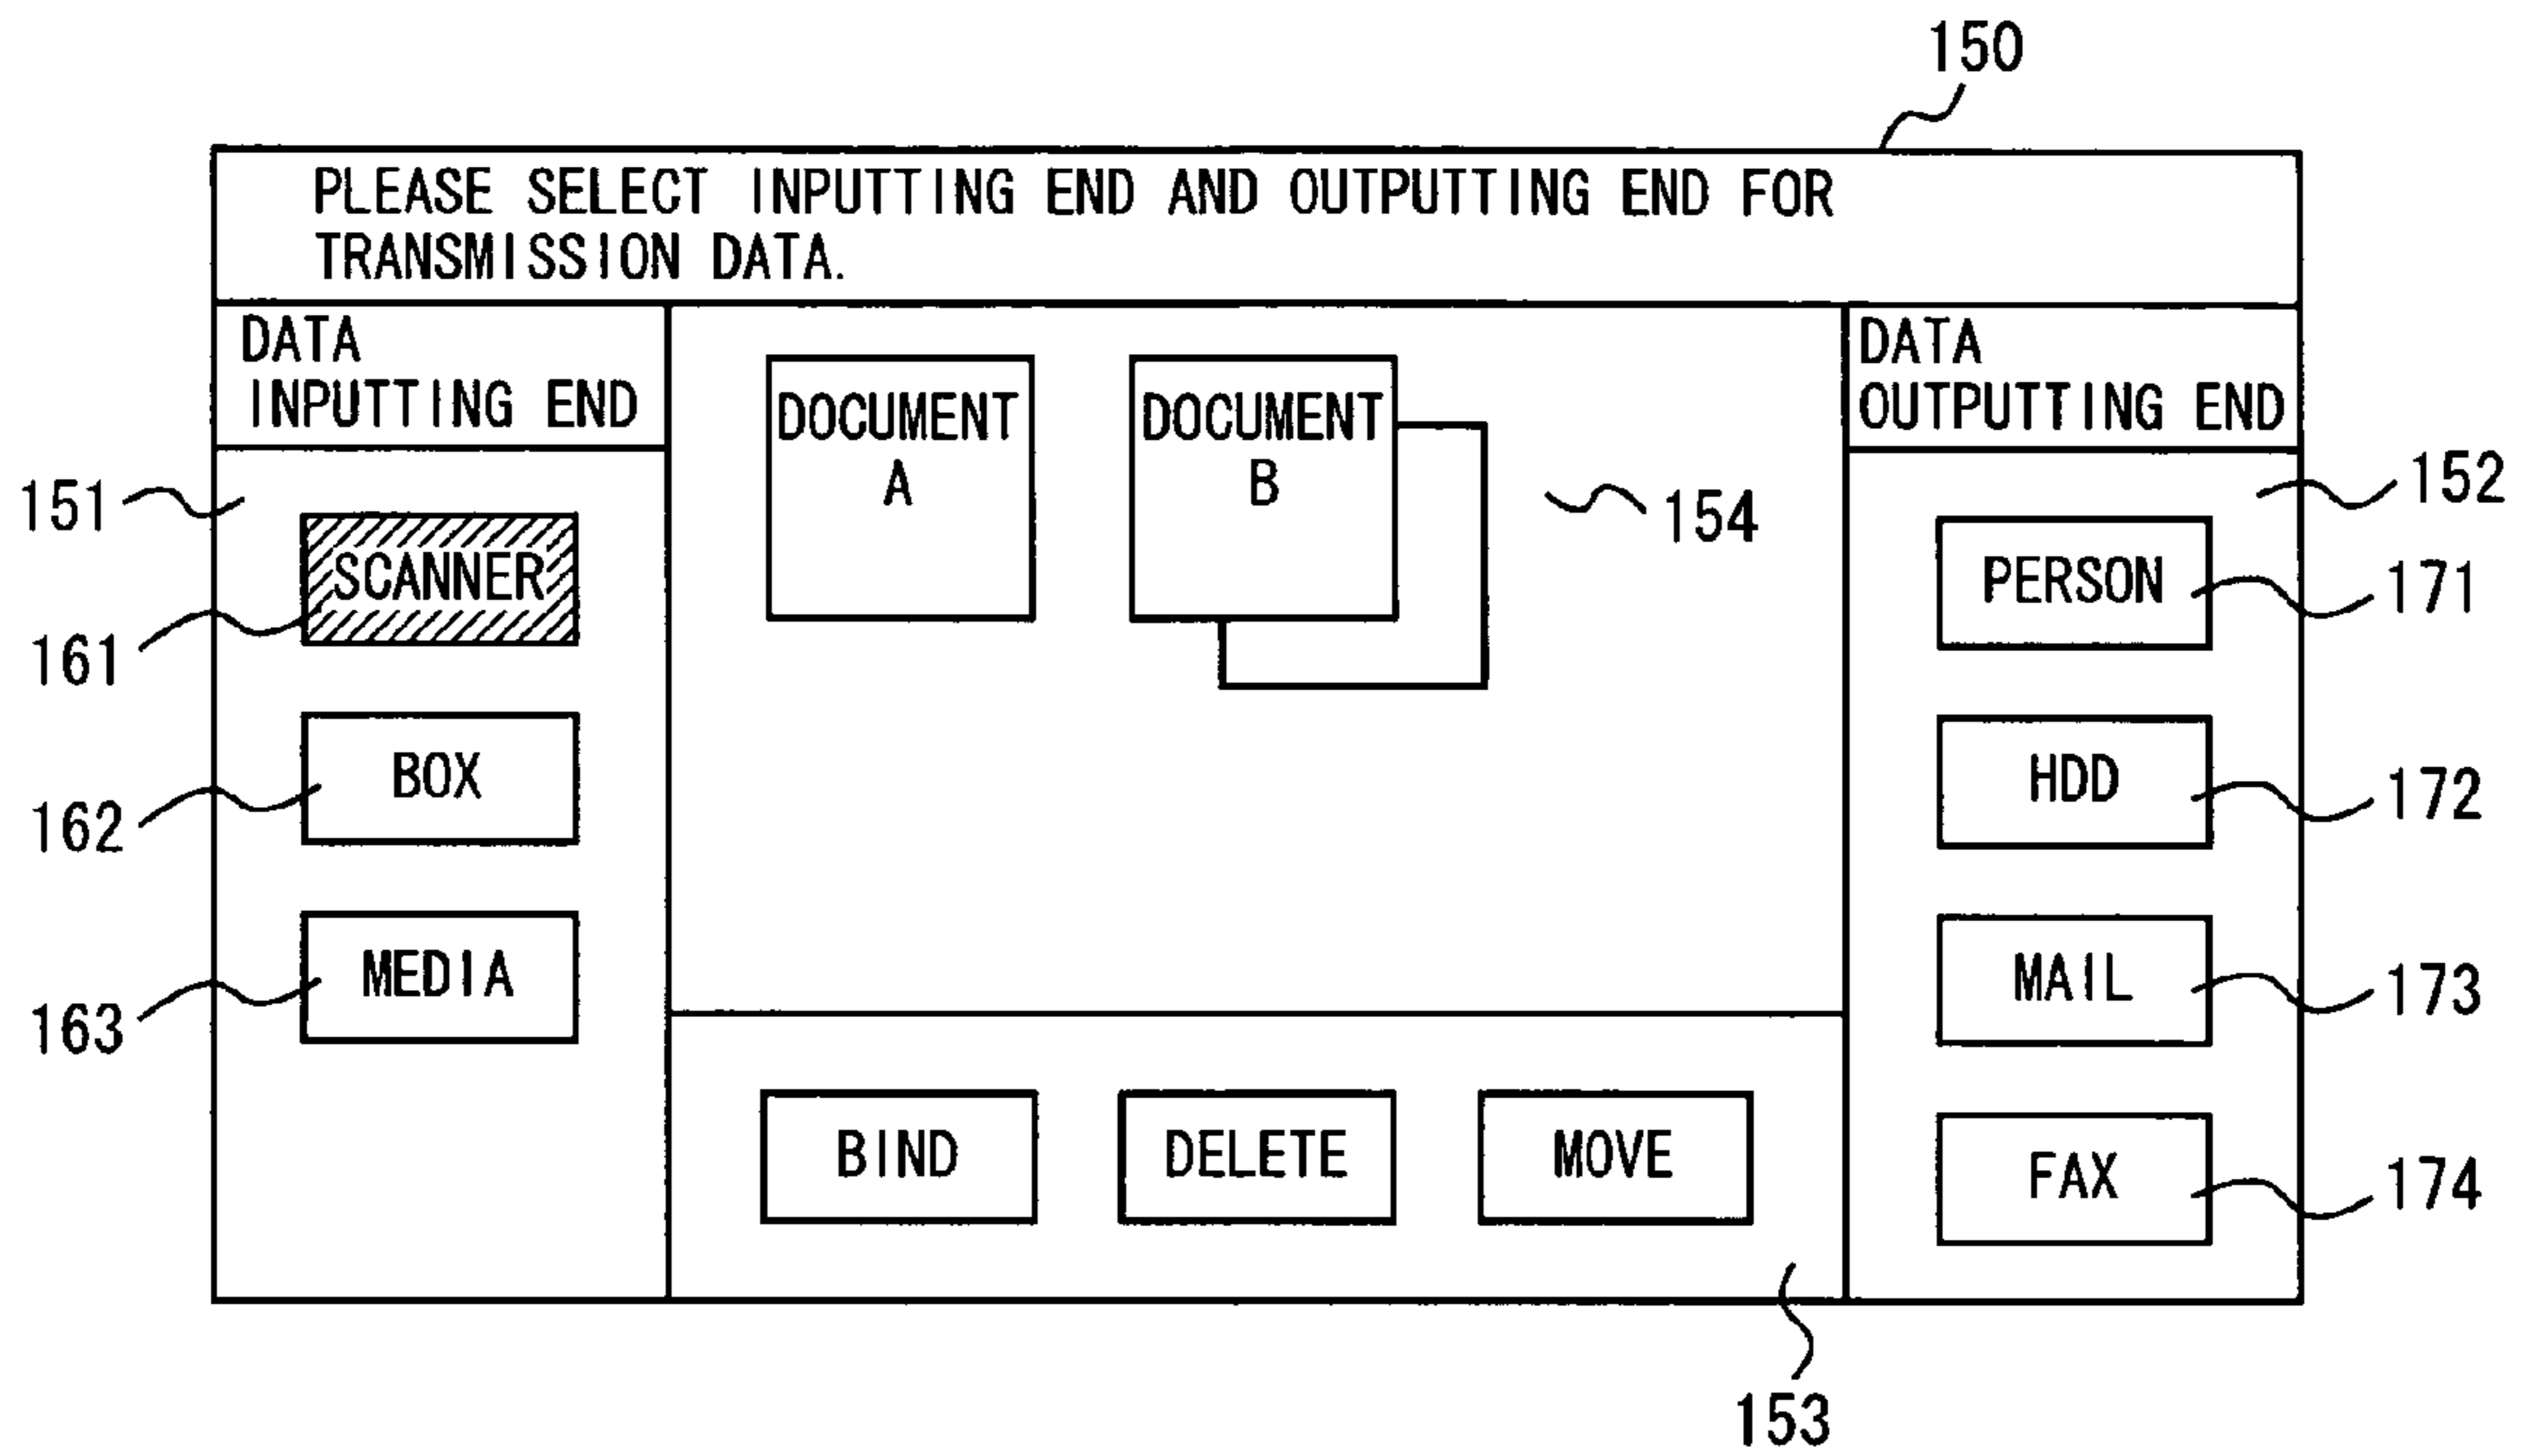 150
PLEASE SELECT INPUTTING END AND OUTPUTTING END FOR
TRANSMISSION DATA.
DATA
INPUTTING END
151
SCANNER
161
BOX
162
MEDIA
163
DOCUMENT
A
DOCUMENT
B
154
BIND
DELETE
MOVE
153
DATA
OUTPUTTING END
152
PERSON
171
HDD
172
MAIL
173
FAX
174